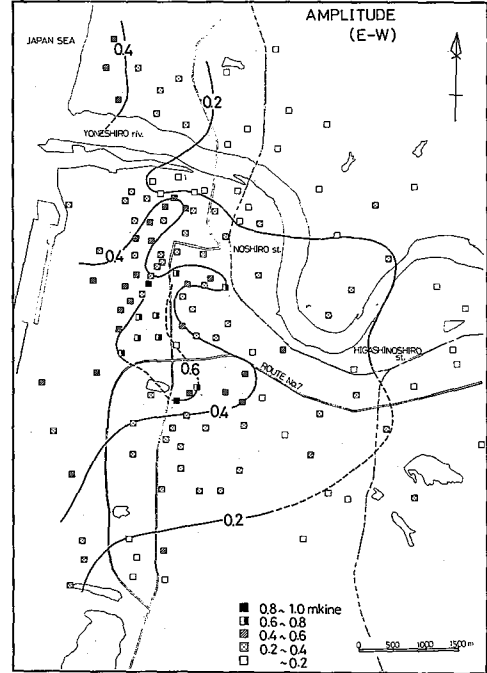 AMPLITUDE
(E-W)
JAPAN SEA
0.4
0.2
YONESHIRO riv.
0.4
NOSHIRO st.
HIGASHINOSHIRO
st.
0.6
ROUTE No.7
0.4
0.2
0.8 ~ 1.0 mkine
0.6 ~ 0.8
0.4 ~ 0.6
0.2 ~ 0.4
~ 0.2
0 500 1000 1500 m